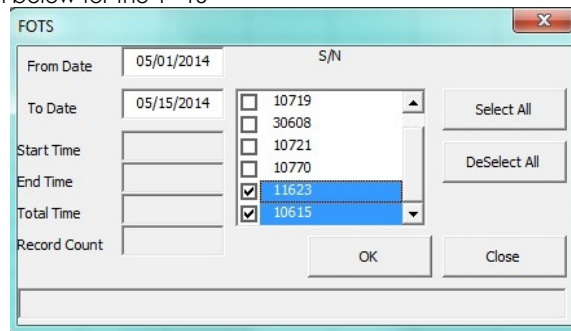 FOTS
From Date 05/01/2014
S/N
To Date 05/15/2014
10719
30608
10721
10770
11623
10615
Select All
DeSelect All
Start Time
End Time
Total Time
Record Count
OK
Close